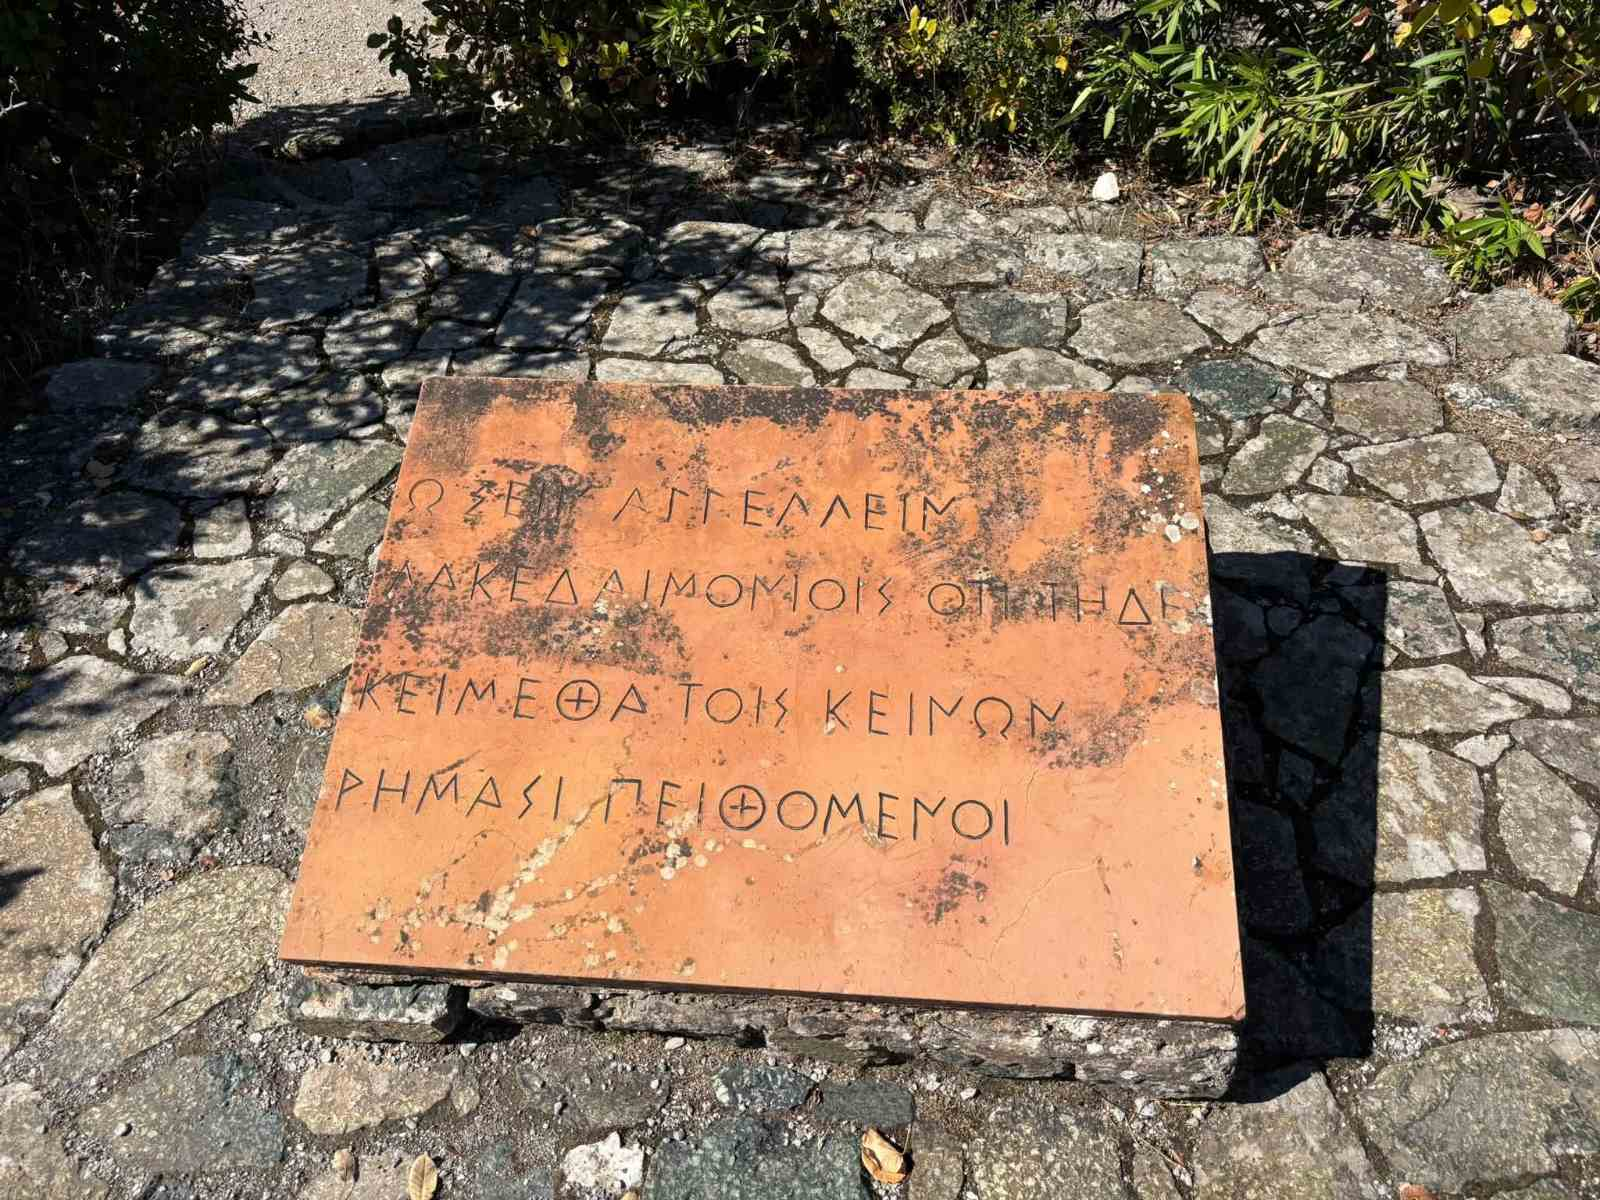 Ω ΞΕΙΝ ΑΓΓΕΛΛΕΙΝ
ΛΑΚΕΔΑΙΜΟΝΙΟΙΣ ΟΤΙ ΤΗΔΕ
ΚΕΙΜΕΘΑ ΤΟΙΣ ΚΕΙΝΩΝ
ΡΗΜΑΣΙ ΠΕΙΘΟΜΕΝΟΙ